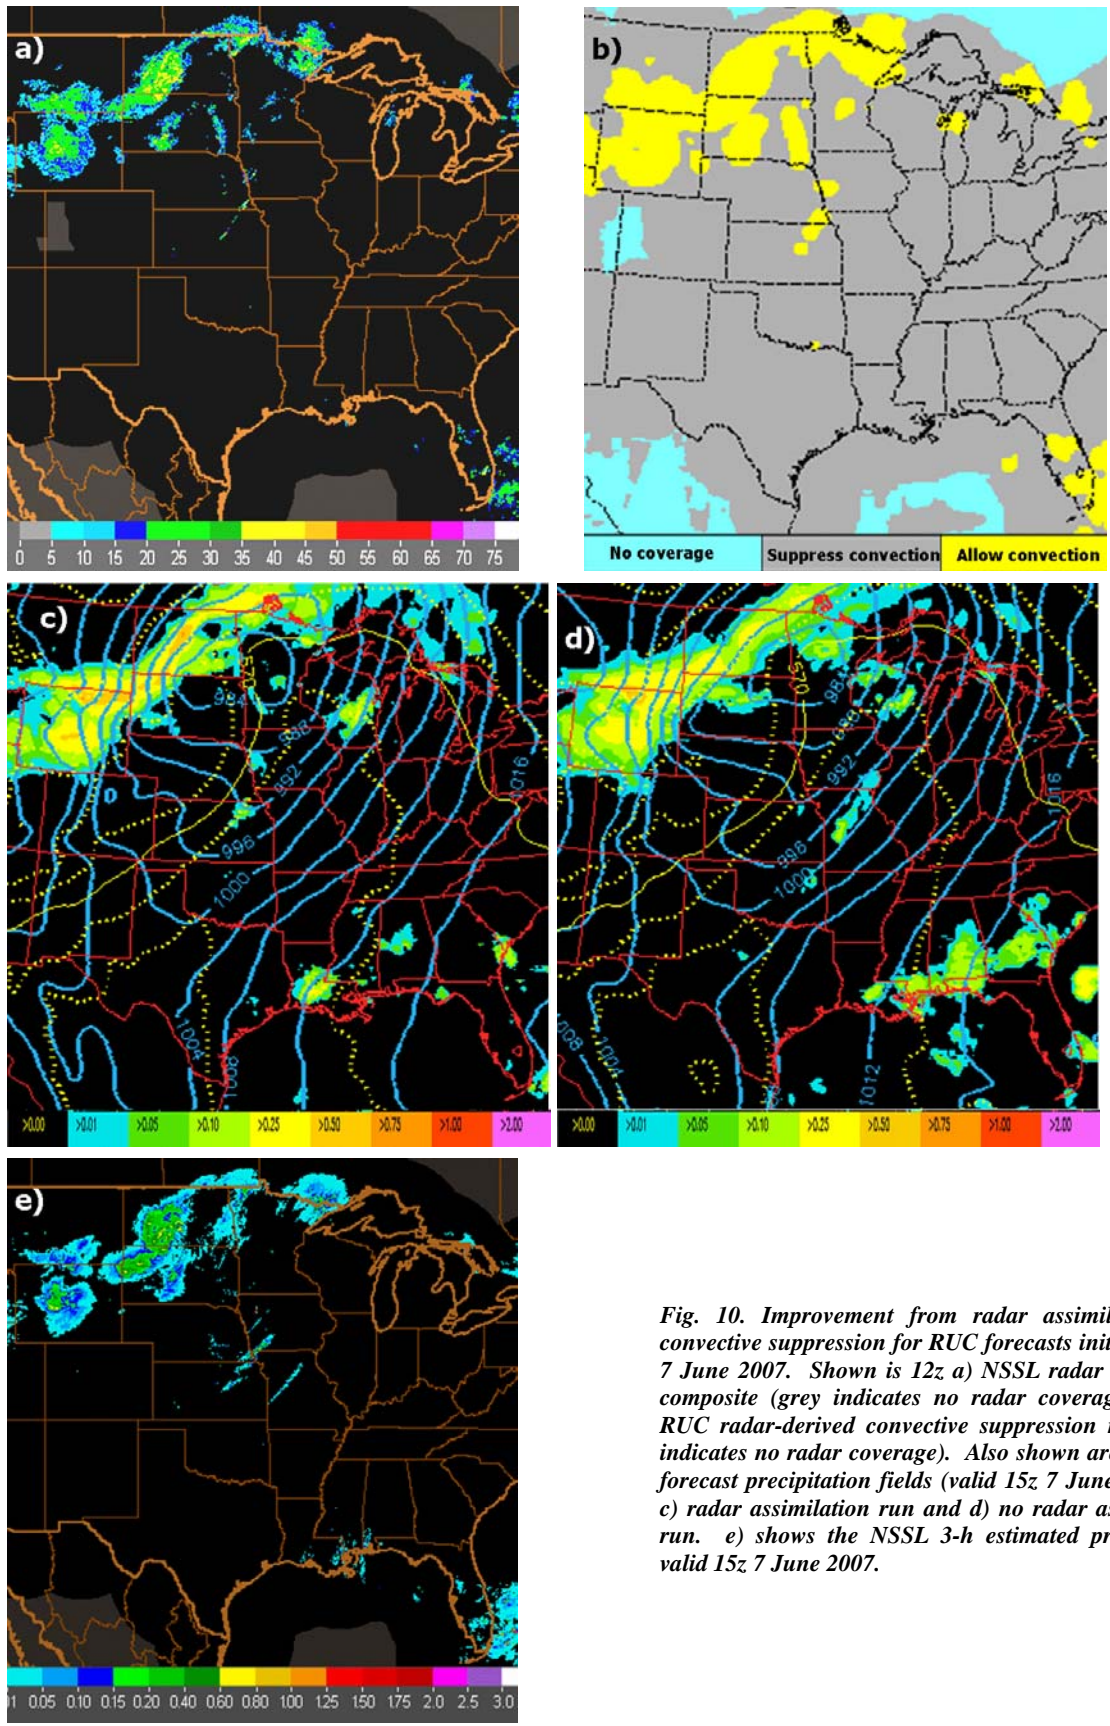 a)
0 5 10 15 20 25 30 35 40 45 50 55 60 65 70 75
b)
No coverage Suppress convection Allow convection
c)
570
984
988
992
996
1000
1004
1008
1016
>0.00 >0.01 >0.05 >0.10 >0.25 >0.50 >0.75 >1.00 >2.00
d)
570
988
992
998
1000
1004
1008
1012
1016
>0.00 >0.01 >0.05 >0.10 >0.25 >0.50 >0.75 >1.00 >2.00
e)
0.05 0.10 0.15 0.20 0.40 0.60 0.80 1.00 1.25 1.50 1.75 2.0 2.5 3.0
Fig. 10. Improvement from radar assimil
convective suppression for RUC forecasts init
7 June 2007. Shown is 12z a) NSSL radar
composite (grey indicates no radar coverag
RUC radar-derived convective suppression
indicates no radar coverage). Also shown are
forecast precipitation fields (valid 15z 7 June
c) radar assimilation run and d) no radar as
run. e) shows the NSSL 3-h estimated pr
valid 15z 7 June 2007.